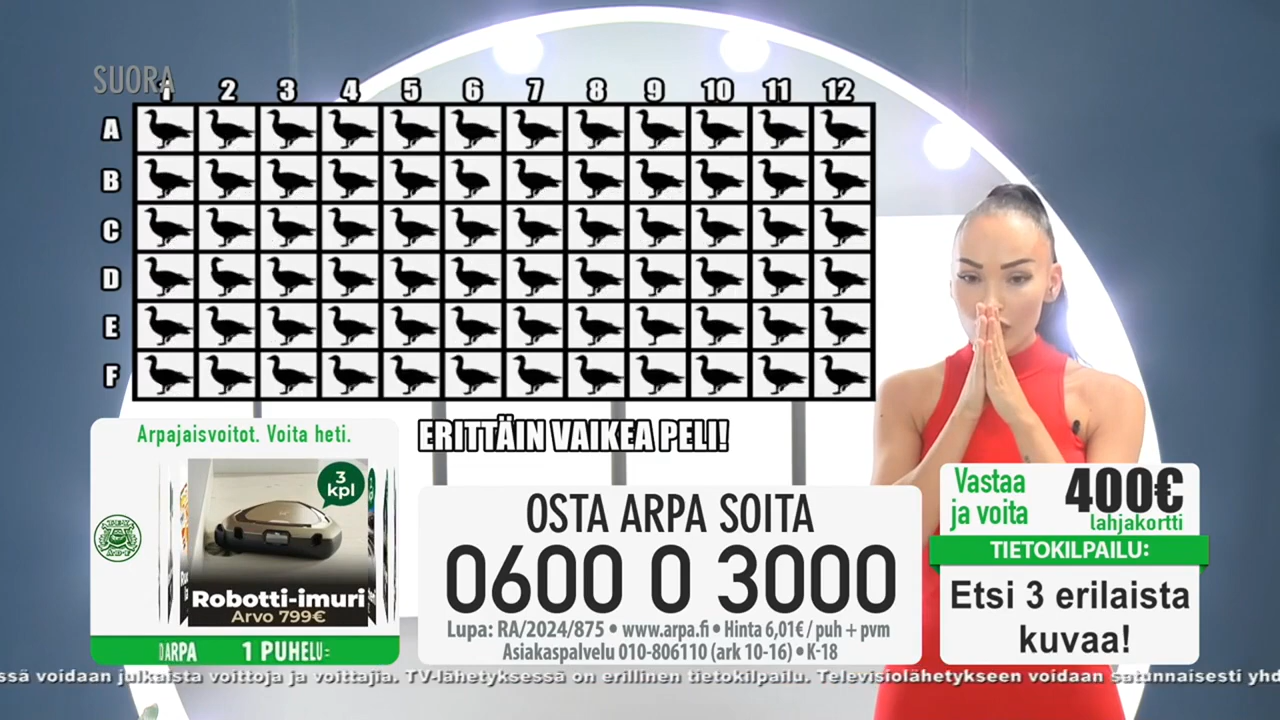 SUORA
1 2 3 4 5 6 7 8 9 10 11 12
A
B
C
D
E
F
ERITTÄIN VAIKEA PELI!
Arpajaisvoitot. Voita heti.
3
kpl
Robotti-imuri
Arvo 799€
ARPA 1 PUHELU=
OSTA ARPA SOITA
0600 0 3000
Lupa: RA/2024/875 • www.arpa.fi • Hinta 6,01€ / puh + pvm
Asiakaspalvelu 010-806110 (ark 10-16) • K-18
Vastaa
ja voita
400€
lahjakortti
TIETOKILPAILU:
Etsi 3 erilaista
kuvaa!
voidaan julkaista voittoja ja voittajia. TV-lähetyksessä on erillinen tietokilpailu. Televisiolähetykseen voidaan satunnaisesti